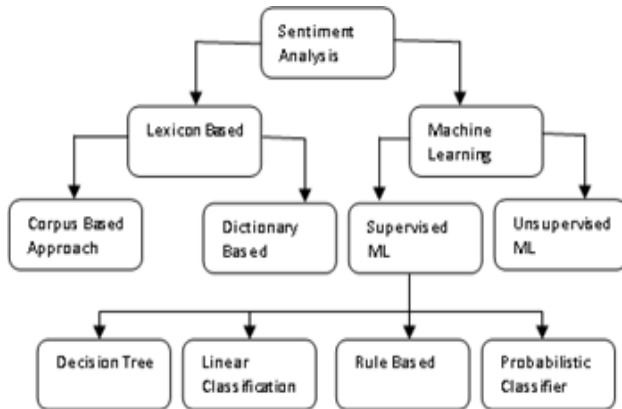 Sentiment
Analysis
Lexicon Based
Machine
Learning
Corpus Based
Approach
Dictionary
Based
Supervised
ML
Unsupervised
ML
Decision Tree
Linear
Classification
Rule Based
Probabilistic
Classifier